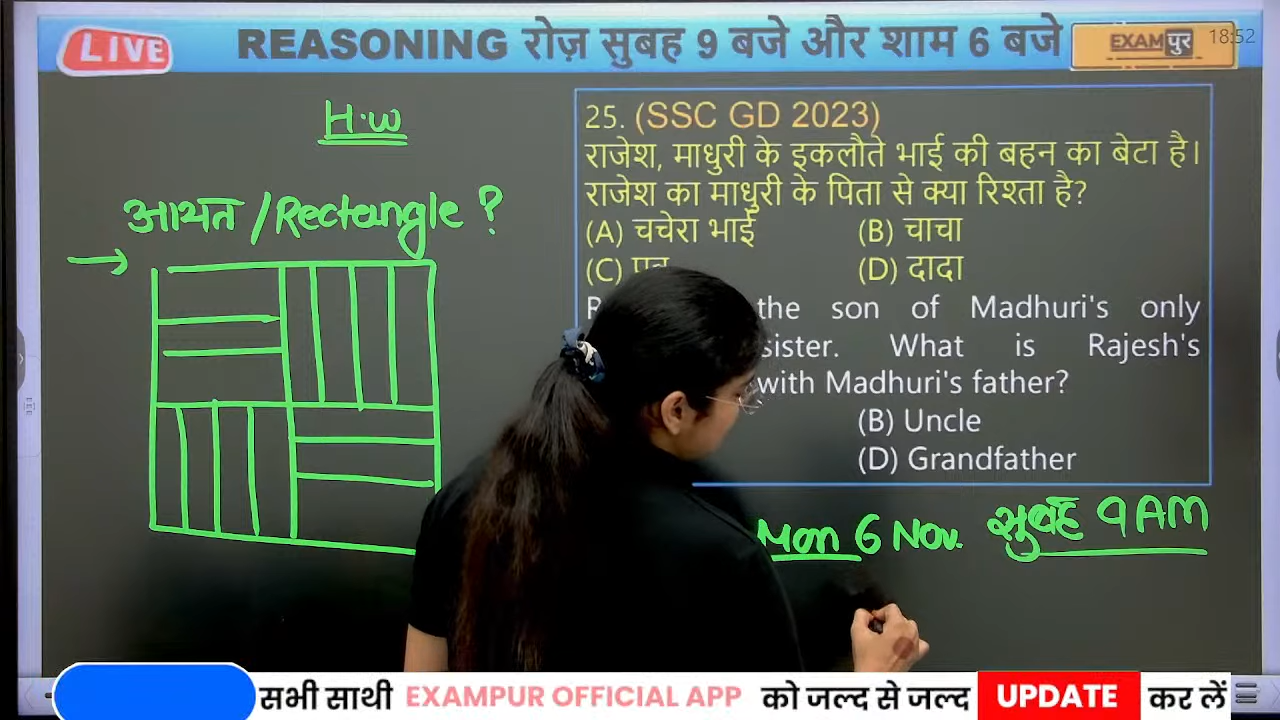 LIVE
REASONING रोज़ सुबह 9 बजे और शाम 6 बजे
EXAMपुर
18:52
H.W
आयत / Rectangle ?
25. (SSC GD 2023)
राजेश, माधुरी के इकलौते भाई की बहन का बेटा है।
राजेश का माधुरी के पिता से क्या रिश्ता है?
(A) चचेरा भाई (B) चाचा
(C) (D) दादा
the son of Madhuri's only
sister. What is Rajesh's
with Madhuri's father?
(B) Uncle
(D) Grandfather
Mon 6 Nov. सुबह 9 AM
सभी साथी EXAMPUR OFFICIAL APP को जल्द से जल्द UPDATE कर लें